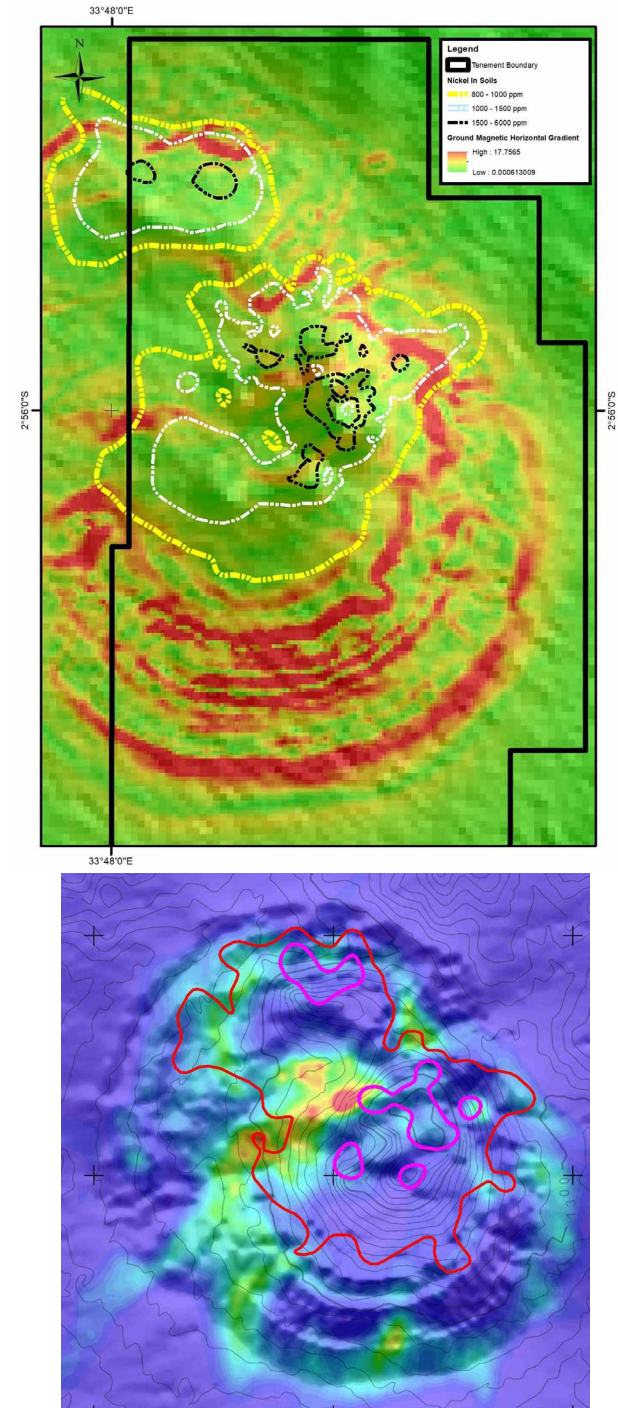 33°48'0"E
N
Legend
Tenement Boundary
Nickel In Soils
800 - 1000 ppm
1000 - 1500 ppm
1500 - 6000 ppm
Ground Magnetic Horizontal Gradient
High : 17.7565
Low : 0.000613009
2°56'0"S
2°56'0"S
33°48'0"E
1300